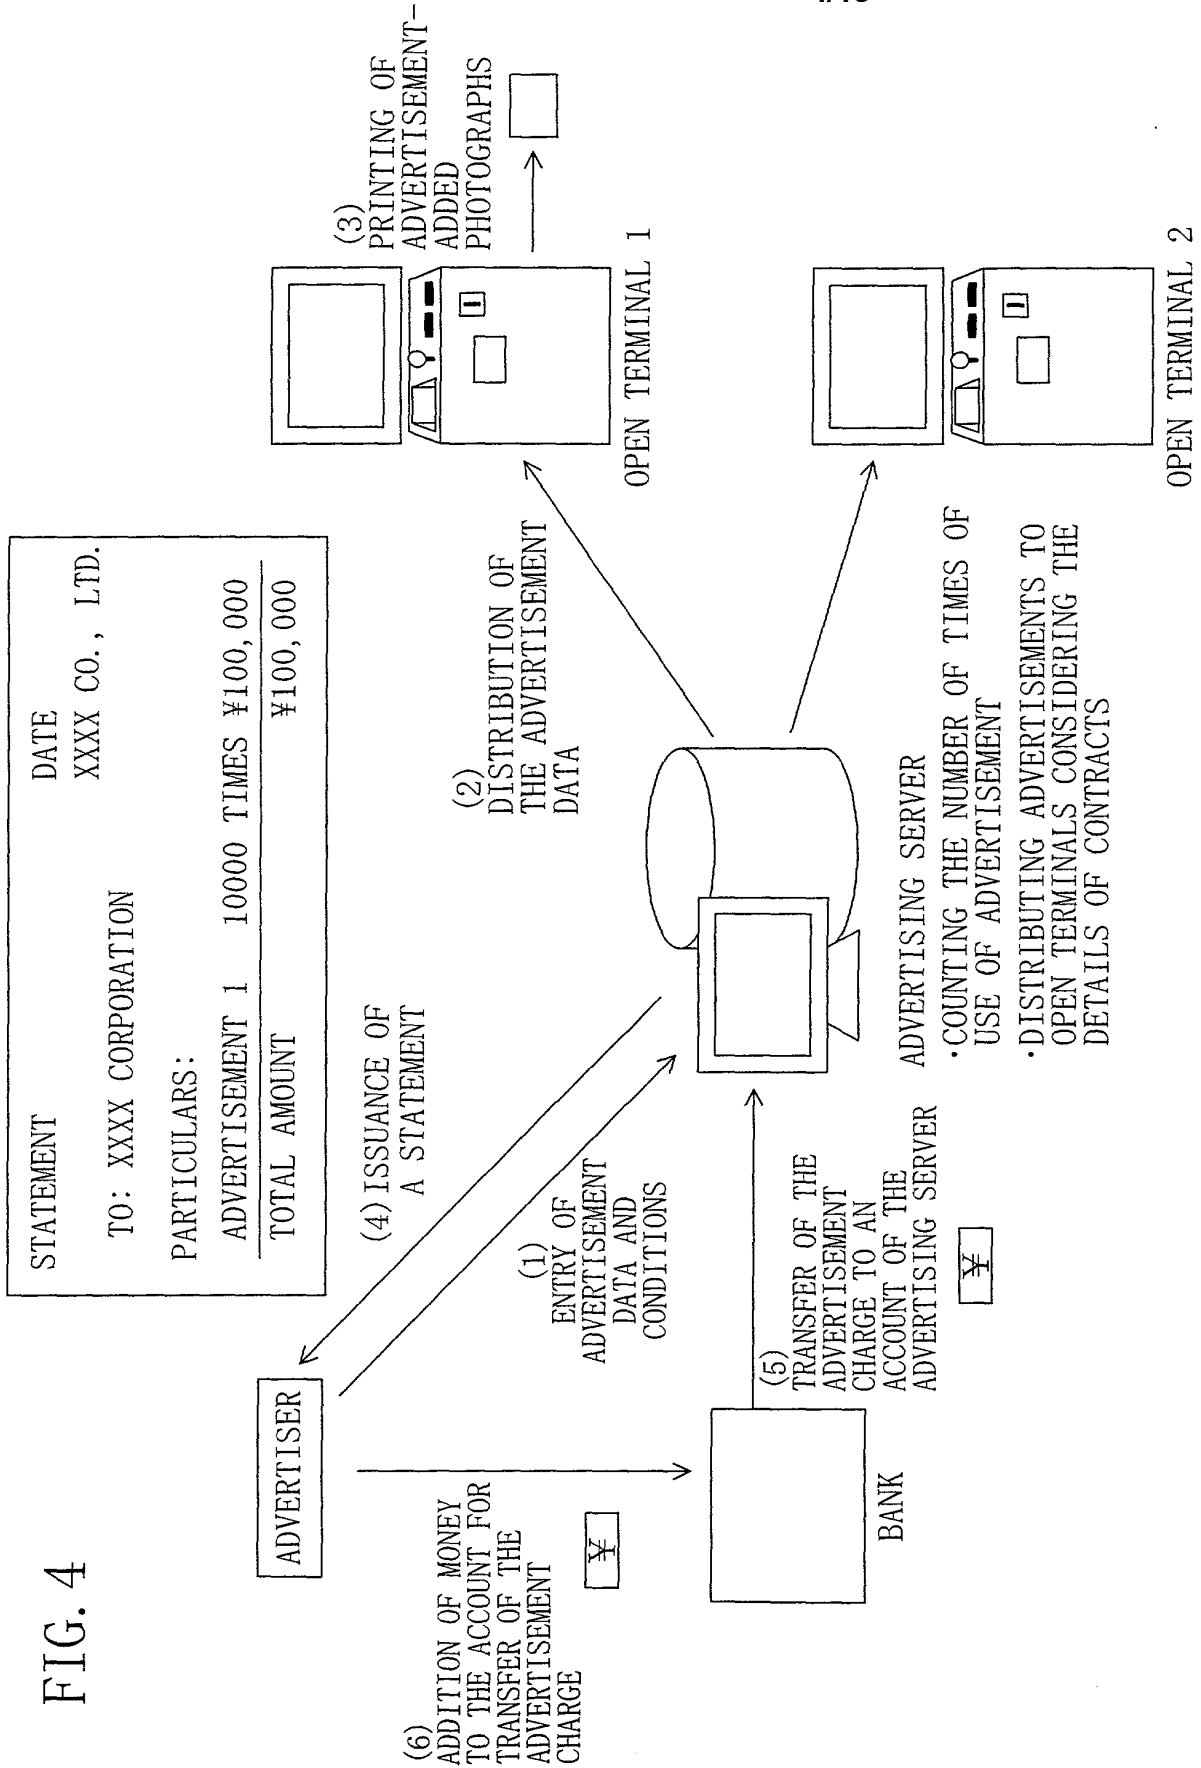 FIG. 4
STATEMENT
DATE
XXXX CO., LTD.
TO: XXXX CORPORATION
PARTICULARS:
ADVERTISEMENT 1 10000 TIMES ¥100,000
TOTAL AMOUNT ¥100,000
ADVERTISER
(4) ISSUANCE OF
A STATEMENT
(1)
ENTRY OF
ADVERTISEMENT
DATA AND
CONDITIONS
(2)
DISTRIBUTION OF
THE ADVERTISEMENT
DATA
(3)
PRINTING OF
ADVERTISEMENT-
ADDED
PHOTOGRAPHS
OPEN TERMINAL 1
(6)
ADDITION OF MONEY
TO THE ACCOUNT FOR
TRANSFER OF THE
ADVERTISEMENT
CHARGE
¥
BANK
(5)
TRANSFER OF THE
ADVERTISEMENT
CHARGE TO AN
ACCOUNT OF THE
ADVERTISING SERVER
¥
ADVERTISING SERVER
·COUNTING THE NUMBER OF TIMES OF
USE OF ADVERTISEMENT
·DISTRIBUTING ADVERTISEMENTS TO
OPEN TERMINALS CONSIDERING THE
DETAILS OF CONTRACTS
OPEN TERMINAL 2